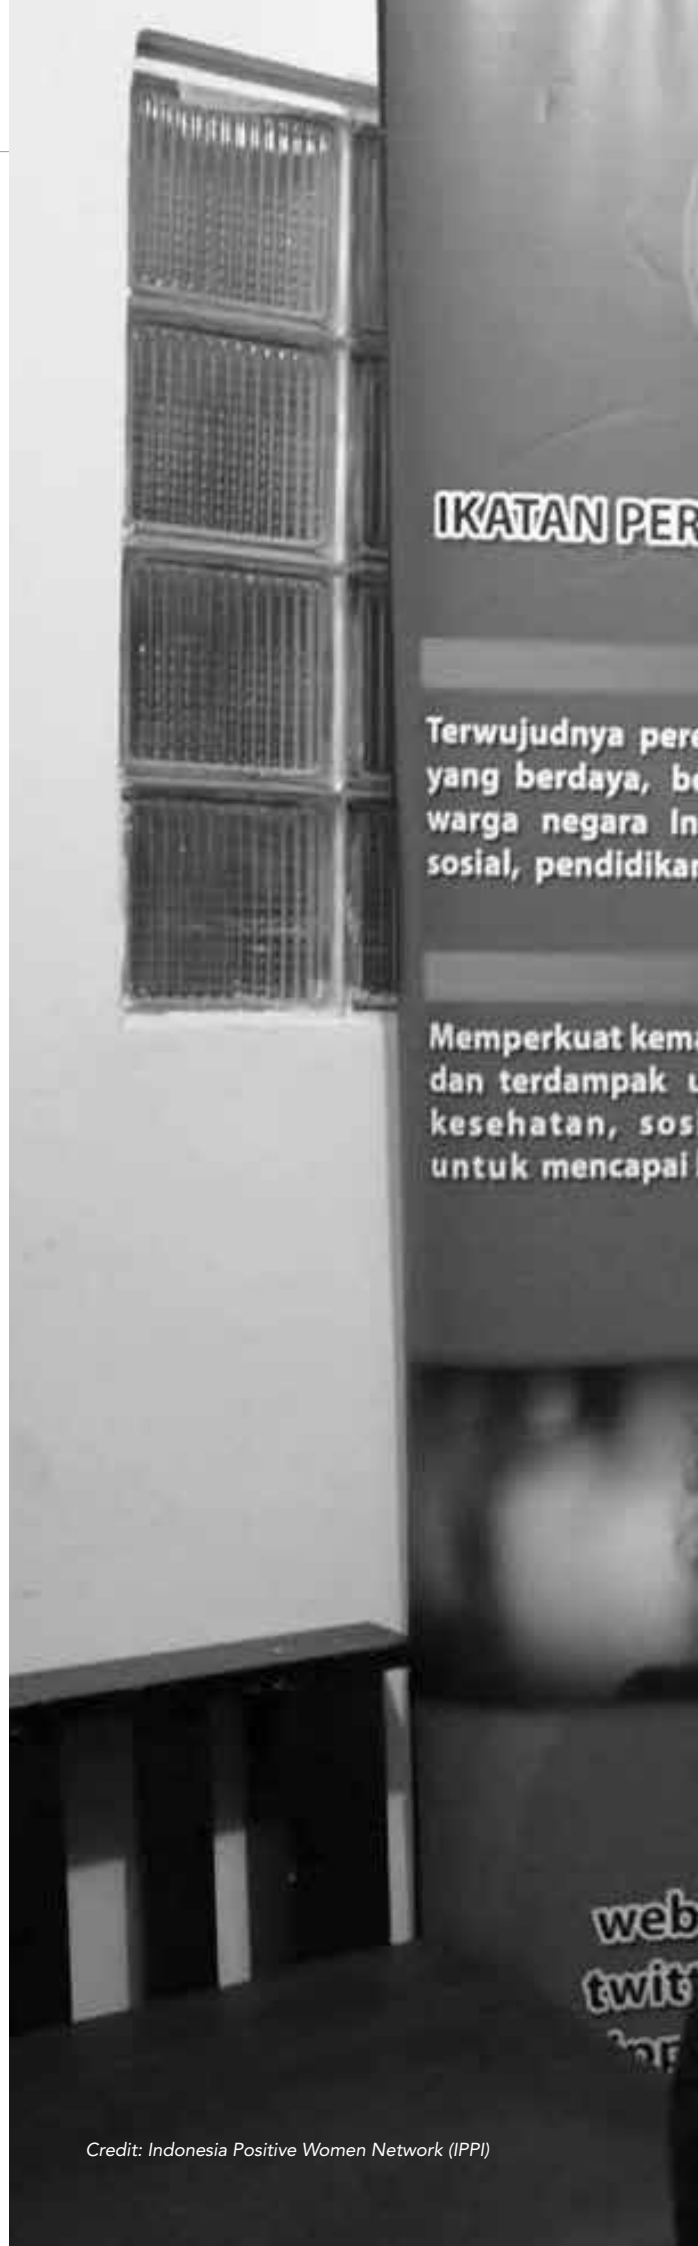 IKATAN PER
Terwujudnya pere
yang berdaya, be
warga negara In
sosial, pendidikan
Memperkuat kema
dan terdampak u
kesehatan, sos
untuk mencapai
web
twitt
Credit: Indonesia Positive Women Network (IPPI)